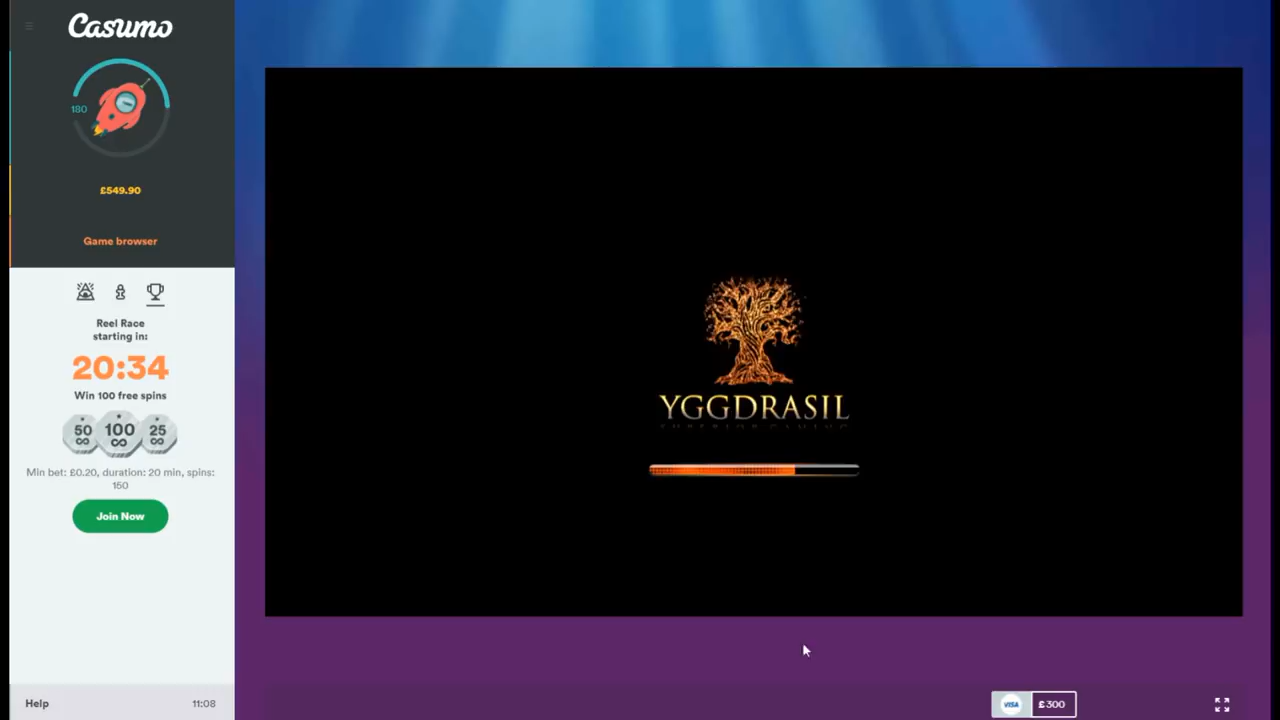 Casumo
180
£549.90
Game browser
Reel Race
starting in:
20:34
Win 100 free spins
50 100 25
∞ ∞ ∞
Min bet: £0.20, duration: 20 min, spins:
150
Join Now
Help 11:08
YGGDRASIL
VISA £300